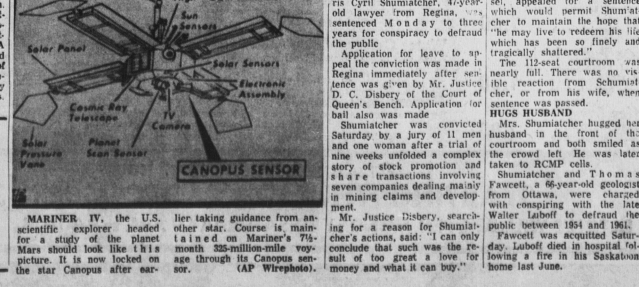 Sun
Sensors
Solar Panel
Solar Sensors
Electronic
Assembly
Cosmic Ray
Telescope
TV
Camera
Solar
Pressure
Vane
Planet
Scan Sensor
CANOPUS SENSOR
MARINER IV, the U.S.
scientific explorer headed
for a study of the planet
Mars should look like this
picture. It is now locked on
the star Canopus after ear-
lier taking guidance from an-
other star. Course is main-
tained on Mariner's 7½-
month 325-million-mile voy-
age through its Canopus sen-
sor. (AP Wirephoto).
ris Cyril Shumiatcher, 47-year-
old lawyer from Regina, was
sentenced Monday to three
years for conspiracy to defraud
the public
Application for leave to ap-
peal the conviction was made in
Regina immediately after sen-
tence was given by Mr. Justice
D. C. Disbery of the Court of
Queen's Bench. Application for
bail also was made
Shumiatcher was convicted
Saturday by a jury of 11 men
and one woman after a trial of
nine weeks unfolded a complex
story of stock promotion and
share transactions involving
seven companies dealing mainly
in mining claims and develop-
ment.
Mr. Justice Disbery, search-
ing for a reason for Shumiat-
cher's actions, said: "I can only
conclude that such was the re-
sult of too great a love for
money and what it can buy."
sel, appealed for a sentence
which would permit Shumiat-
cher to maintain the hope that
"he may live to redeem his life
which has been so finely and
tragically shattered."
The 112-seat courtroom was
nearly full. There was no vis-
ible reaction from Schumiat-
cher, or from his wife, when
sentence was passed.
HUGS HUSBAND
Mrs. Shumiatcher hugged her
husband in the front of the
courtroom and both smiled as
the crowd left. He was later
taken to RCMP cells.
Shumiatcher and Thomas
Fawcett, a 66-year-old geologist
from Ottawa, were charged
with conspiring with the late
Walter Luboff to defraud the
public between 1954 and 1961.
Fawcett was acquitted Satur-
day. Luboff died in hospital fol-
lowing a fire in his Saskatoon
home last June.